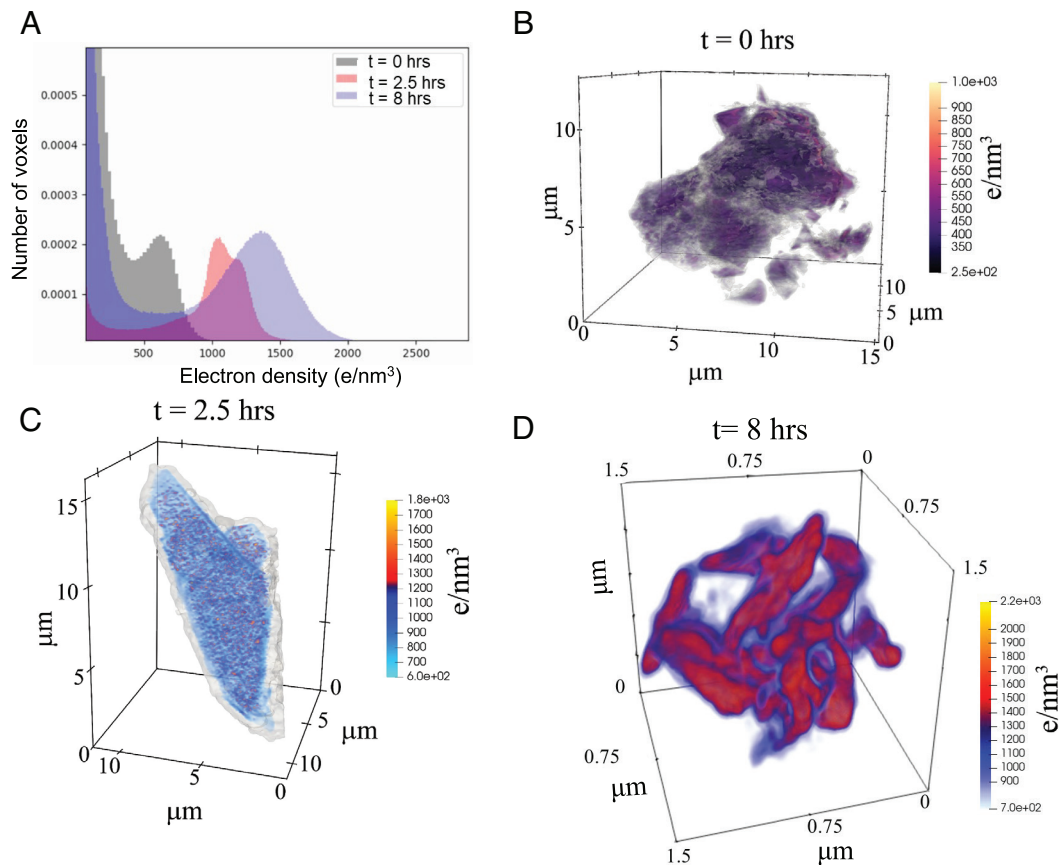 A
t = 0 hrs
t = 2.5 hrs
t = 8 hrs
0.0005
0.0004
0.0003
0.0002
0.0001
500
1000
1500
2000
2500
Number of voxels
Electron density (e/nm³)
B
t = 0 hrs
10
5
0
μm
0
5
10
15
μm
10
5
0
μm
1.0e+03
900
850
800
750
700
650
600
550
500
450
400
350
2.5e+02
e/nm³
C
t = 2.5 hrs
15
10
5
0
μm
10
5
0
μm
0
5
10
μm
1.8e+03
1700
1600
1500
1400
1300
1200
1100
1000
900
800
700
6.0e+02
e/nm³
D
t= 8 hrs
1.5
0.75
0
0.75
1.5
μm
0
0.75
μm
1.5
0.75
0
μm
2.2e+03
2000
1900
1800
1700
1600
1500
1400
1300
1200
1100
1000
900
7.0e+02
e/nm³